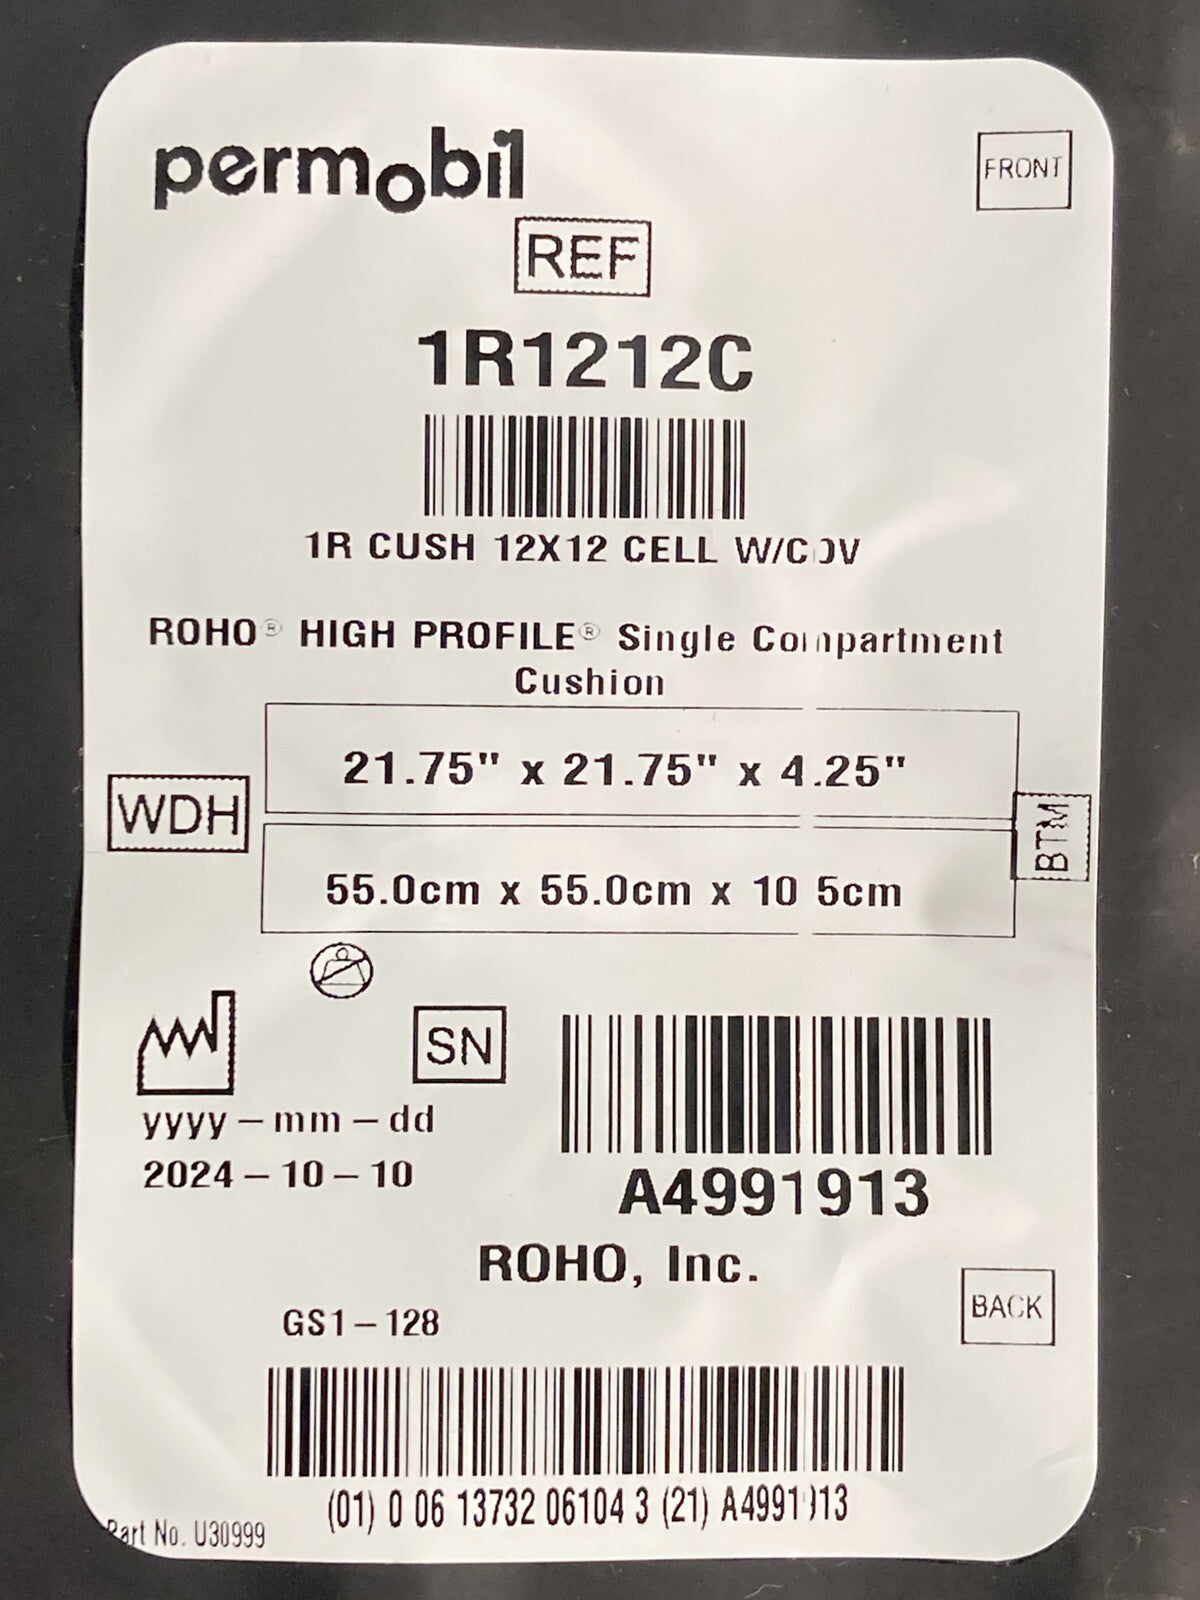 permobil
FRONT
REF
1R1212C
1R CUSH 12X12 CELL W/COV
ROHO® HIGH PROFILE® Single Compartment
Cushion
21.75" x 21.75" x 4.25"
WDH
BTM
55.0cm x 55.0cm x 10 5cm
SN
yyyy-mm-dd
2024-10-10
A4991913
ROHO, Inc.
BACK
GS1-128
(01) 0 06 13732 06104 3 (21) A4991913
Part No. U30999